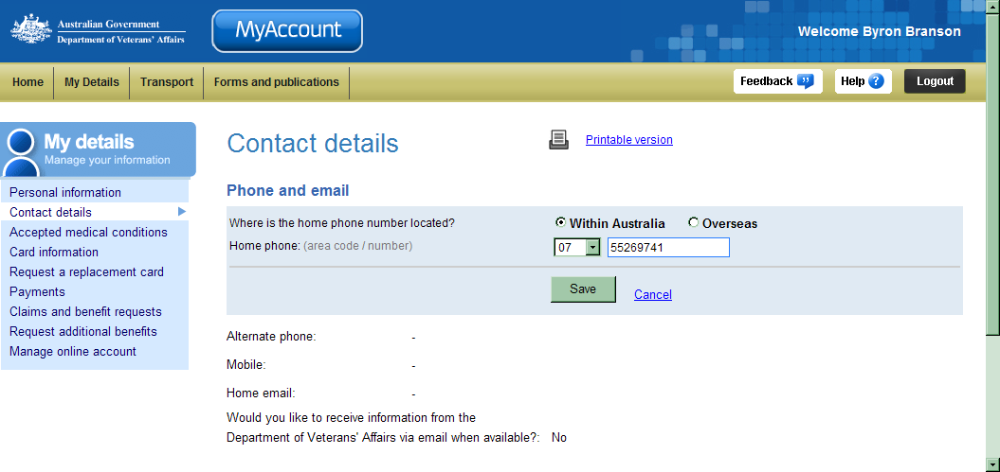 Australian Government
Department of Veterans' Affairs
MyAccount
Welcome Byron Branson
Home My Details Transport Forms and publications
Feedback Help ? Logout
My details
Manage your information
Personal information
Contact details
Accepted medical conditions
Card information
Request a replacement card
Payments
Claims and benefit requests
Request additional benefits
Manage online account
Contact details
Printable version
Phone and email
Where is the home phone number located? Within Australia Overseas
Home phone: (area code / number) 07 55269741
Save Cancel
Alternate phone: -
Mobile: -
Home email: -
Would you like to receive information from the
Department of Veterans' Affairs via email when available?: No